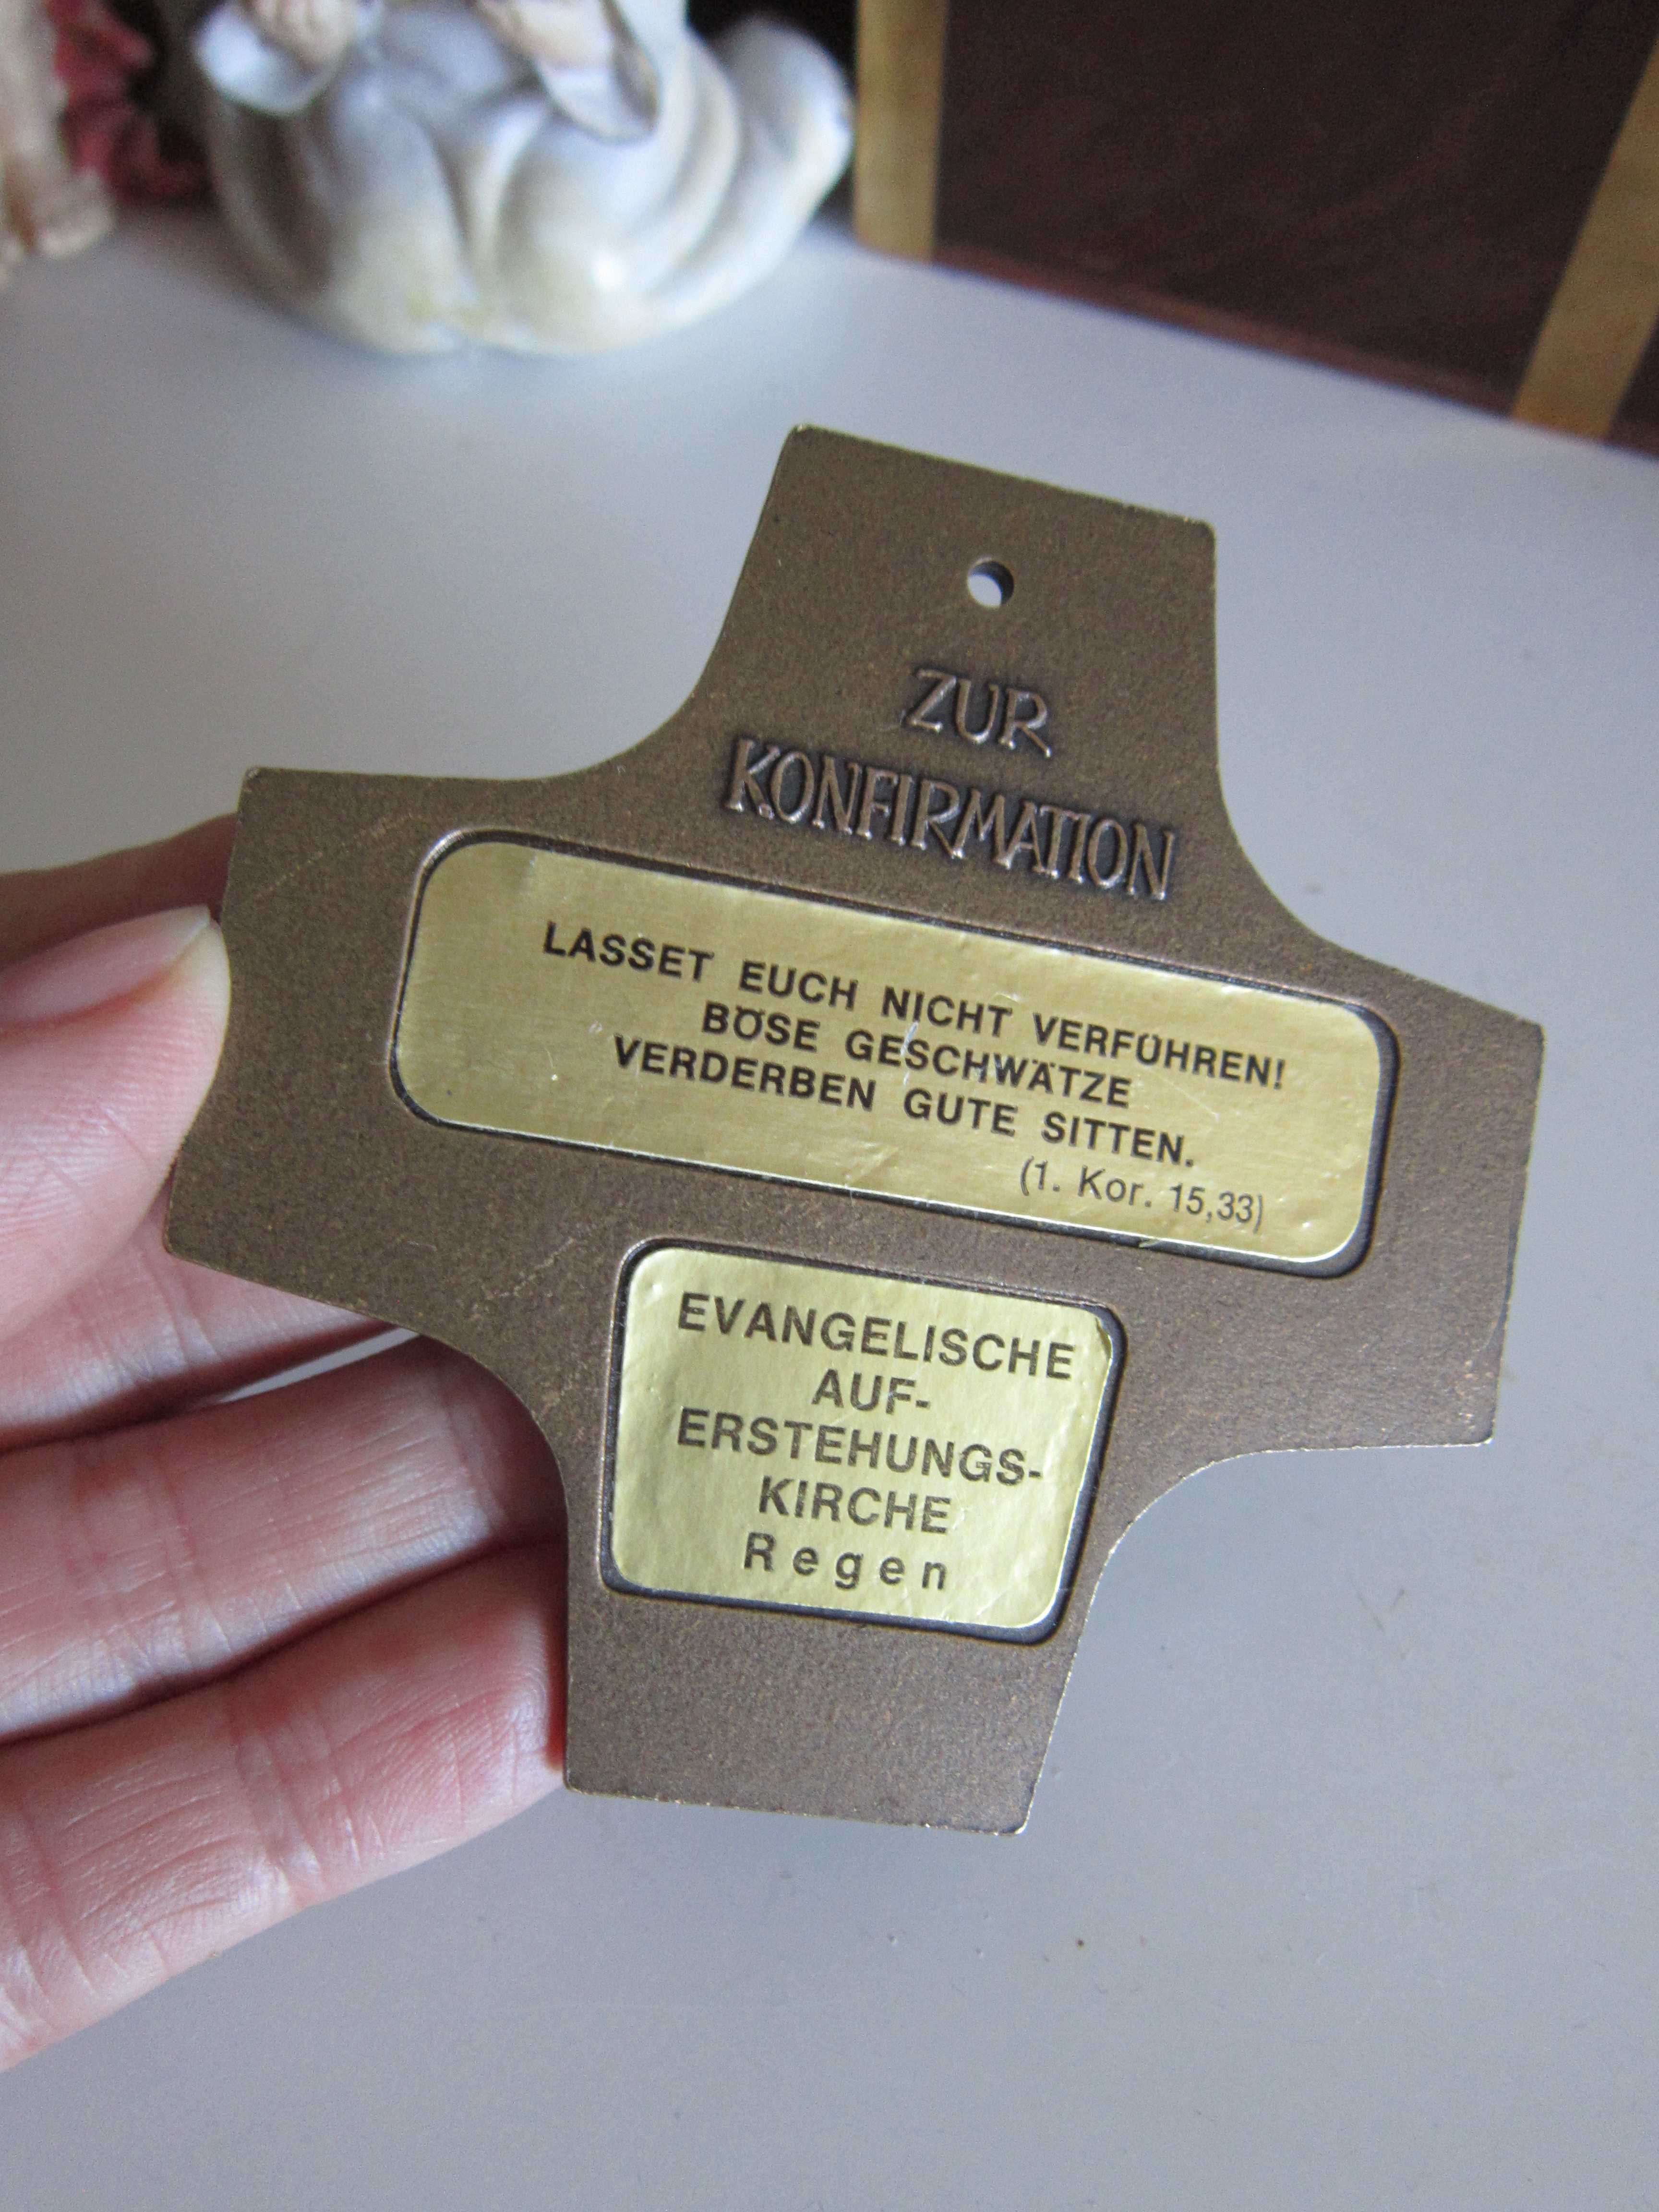 ZUR
KONFIRMATION
LASSET EUCH NICHT VERFÜHREN!
BÖSE GESCHWÄTZE
VERDERBEN GUTE SITTEN.
(1. Kor. 15,33)
EVANGELISCHE
AUF-
ERSTEHUNGS-
KIRCHE
Regen